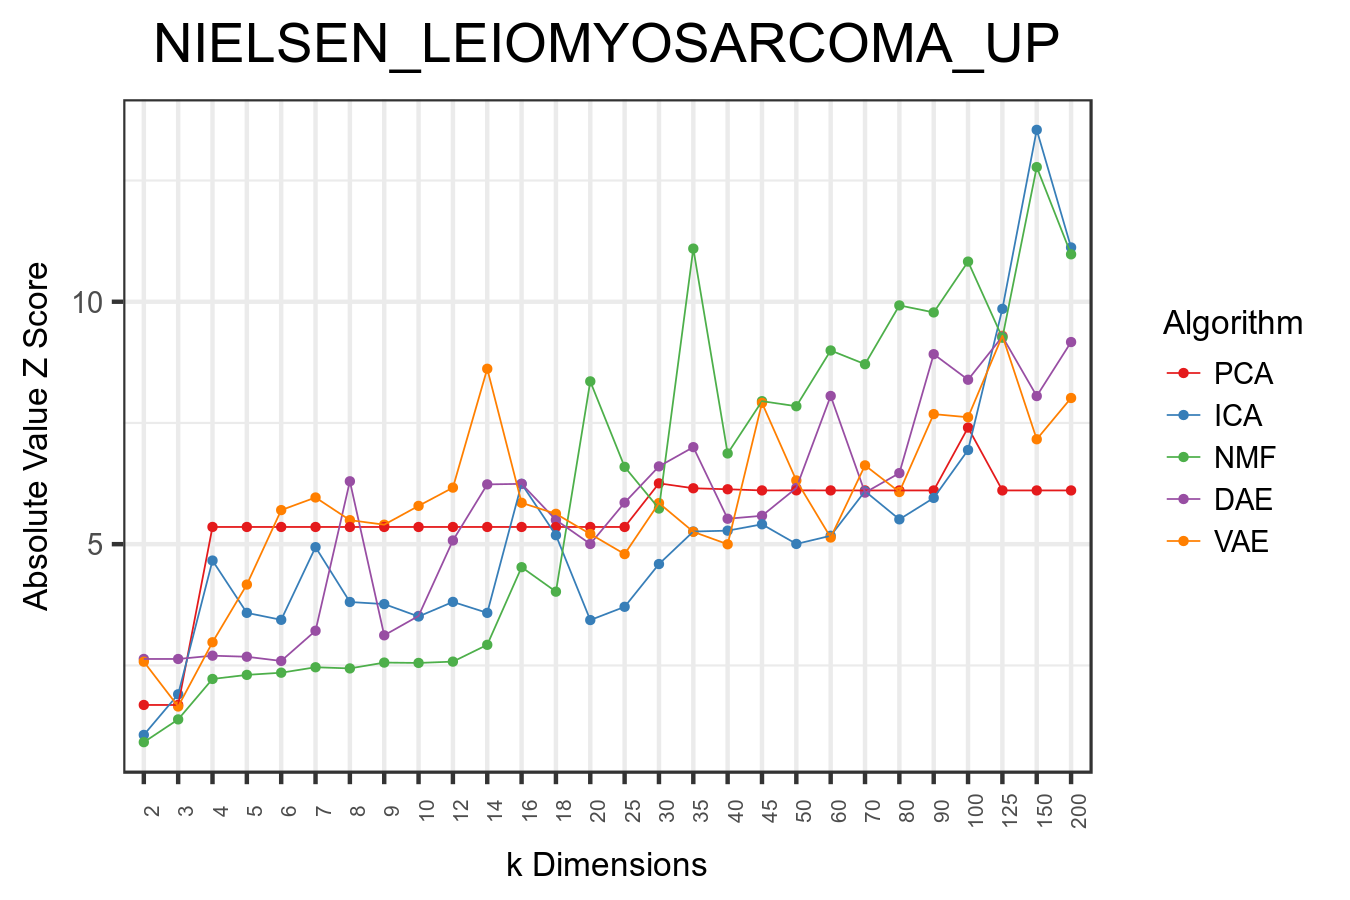 NIELSEN_LEIOMYOSARCOMA_UP
Absolute Value Z Score
10
5
2 3 4 5 6 7 8 9 10 12 14 16 18 20 25 30 35 40 45 50 60 70 80 90 100 125 150 200
k Dimensions
Algorithm
PCA
ICA
NMF
DAE
VAE